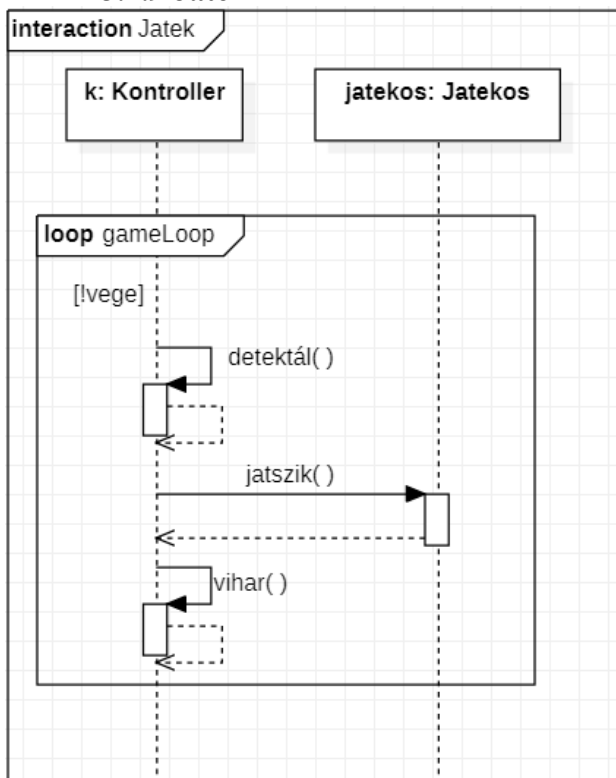 interaction Jatek
k: Kontroller
jatekos: Jatekos
loop gameLoop
[!vege]
detektál( )
jatszik( )
vihar( )